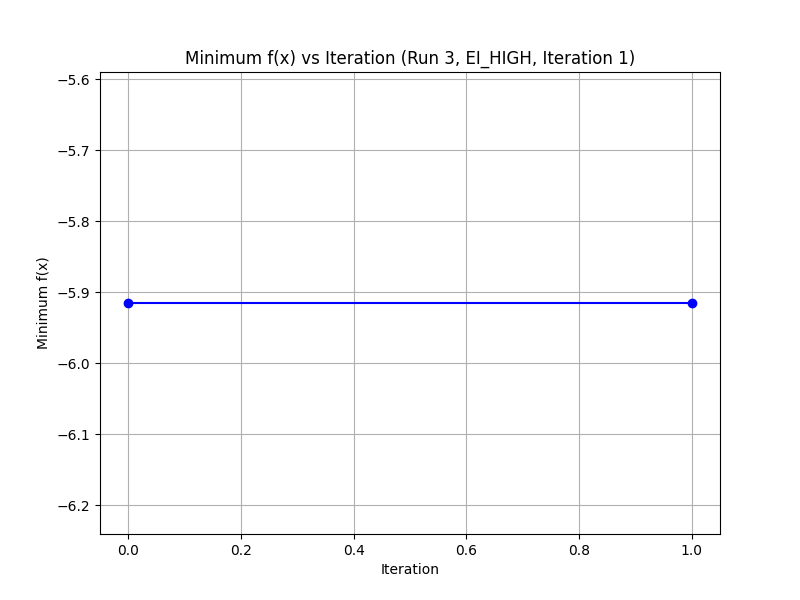 Minimum f(x) vs Iteration (Run 3, EI_HIGH, Iteration 1)
Minimum f(x)
−5.6
−5.7
−5.8
−5.9
−6.0
−6.1
−6.2
0.0 0.2 0.4 0.6 0.8 1.0
Iteration